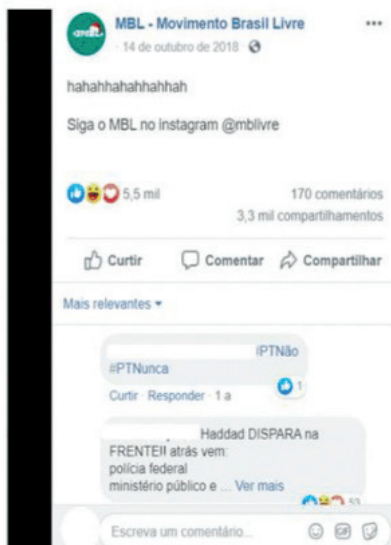 MBL - Movimento Brasil Livre
14 de outubro de 2018
hahahhahahhahhah
Siga o MBL no instagram @mblivre
5,5 mil 170 comentários
3,3 mil compartilhamentos
Curtir Comentar Compartilhar
Mais relevantes
#PTNão
#PTNunca
1
Curtir · Responder · 1 a
Haddad DISPARA na
FRENTE!! atrás vem:
polícia federal
ministério público e ... Ver mais
53
Escreva um comentário...
GIF